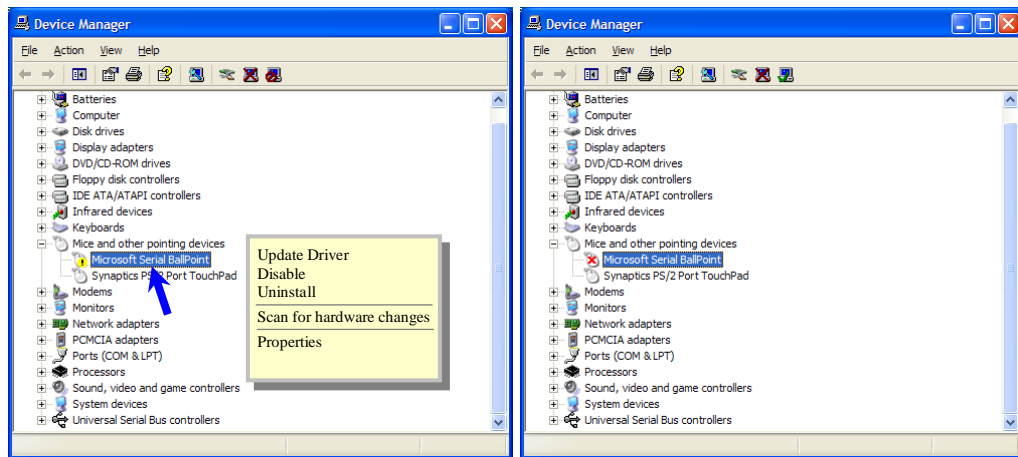 Device Manager
File Action View Help
Batteries
Computer
Disk drives
Display adapters
DVD/CD-ROM drives
Floppy disk controllers
IDE ATA/ATAPI controllers
Infrared devices
Keyboards
Mice and other pointing devices
Microsoft Serial BallPoint
Synaptics PS/2 Port TouchPad
Modems
Monitors
Network adapters
PCMCIA adapters
Ports (COM & LPT)
Processors
Sound, video and game controllers
System devices
Universal Serial Bus controllers
Update Driver
Disable
Uninstall
Scan for hardware changes
Properties
Device Manager
File Action View Help
Batteries
Computer
Disk drives
Display adapters
DVD/CD-ROM drives
Floppy disk controllers
IDE ATA/ATAPI controllers
Infrared devices
Keyboards
Mice and other pointing devices
Microsoft Serial BallPoint
Synaptics PS/2 Port TouchPad
Modems
Monitors
Network adapters
PCMCIA adapters
Ports (COM & LPT)
Processors
Sound, video and game controllers
System devices
Universal Serial Bus controllers